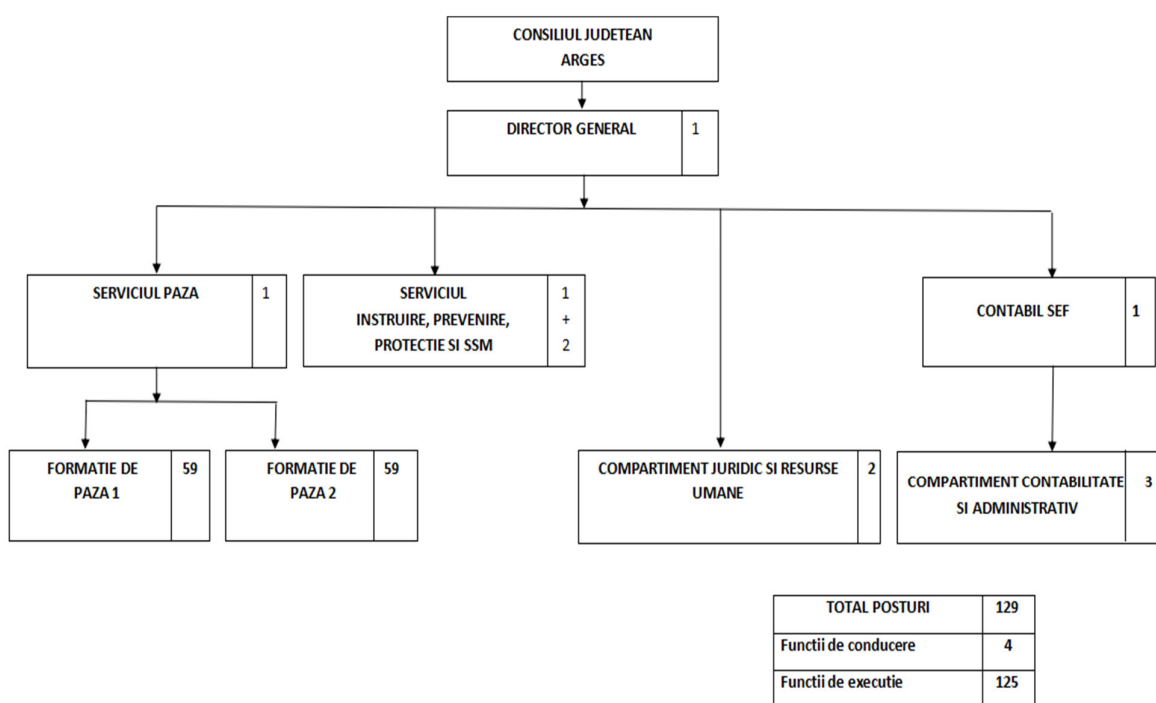 CONSILIUL JUDETEAN
ARGES
DIRECTOR GENERAL 1
SERVICIUL PAZA 1
SERVICIUL 1
INSTRUIRE, PREVENIRE, +
PROTECTIE SI SSM 2
CONTABIL SEF 1
FORMATIE DE 59
PAZA 1
FORMATIE DE 59
PAZA 2
COMPARTIMENT JURIDIC SI RESURSE 2
UMANE
COMPARTIMENT CONTABILITATE 3
SI ADMINISTRATIV
TOTAL POSTURI 129
Functii de conducere 4
Functii de executie 125